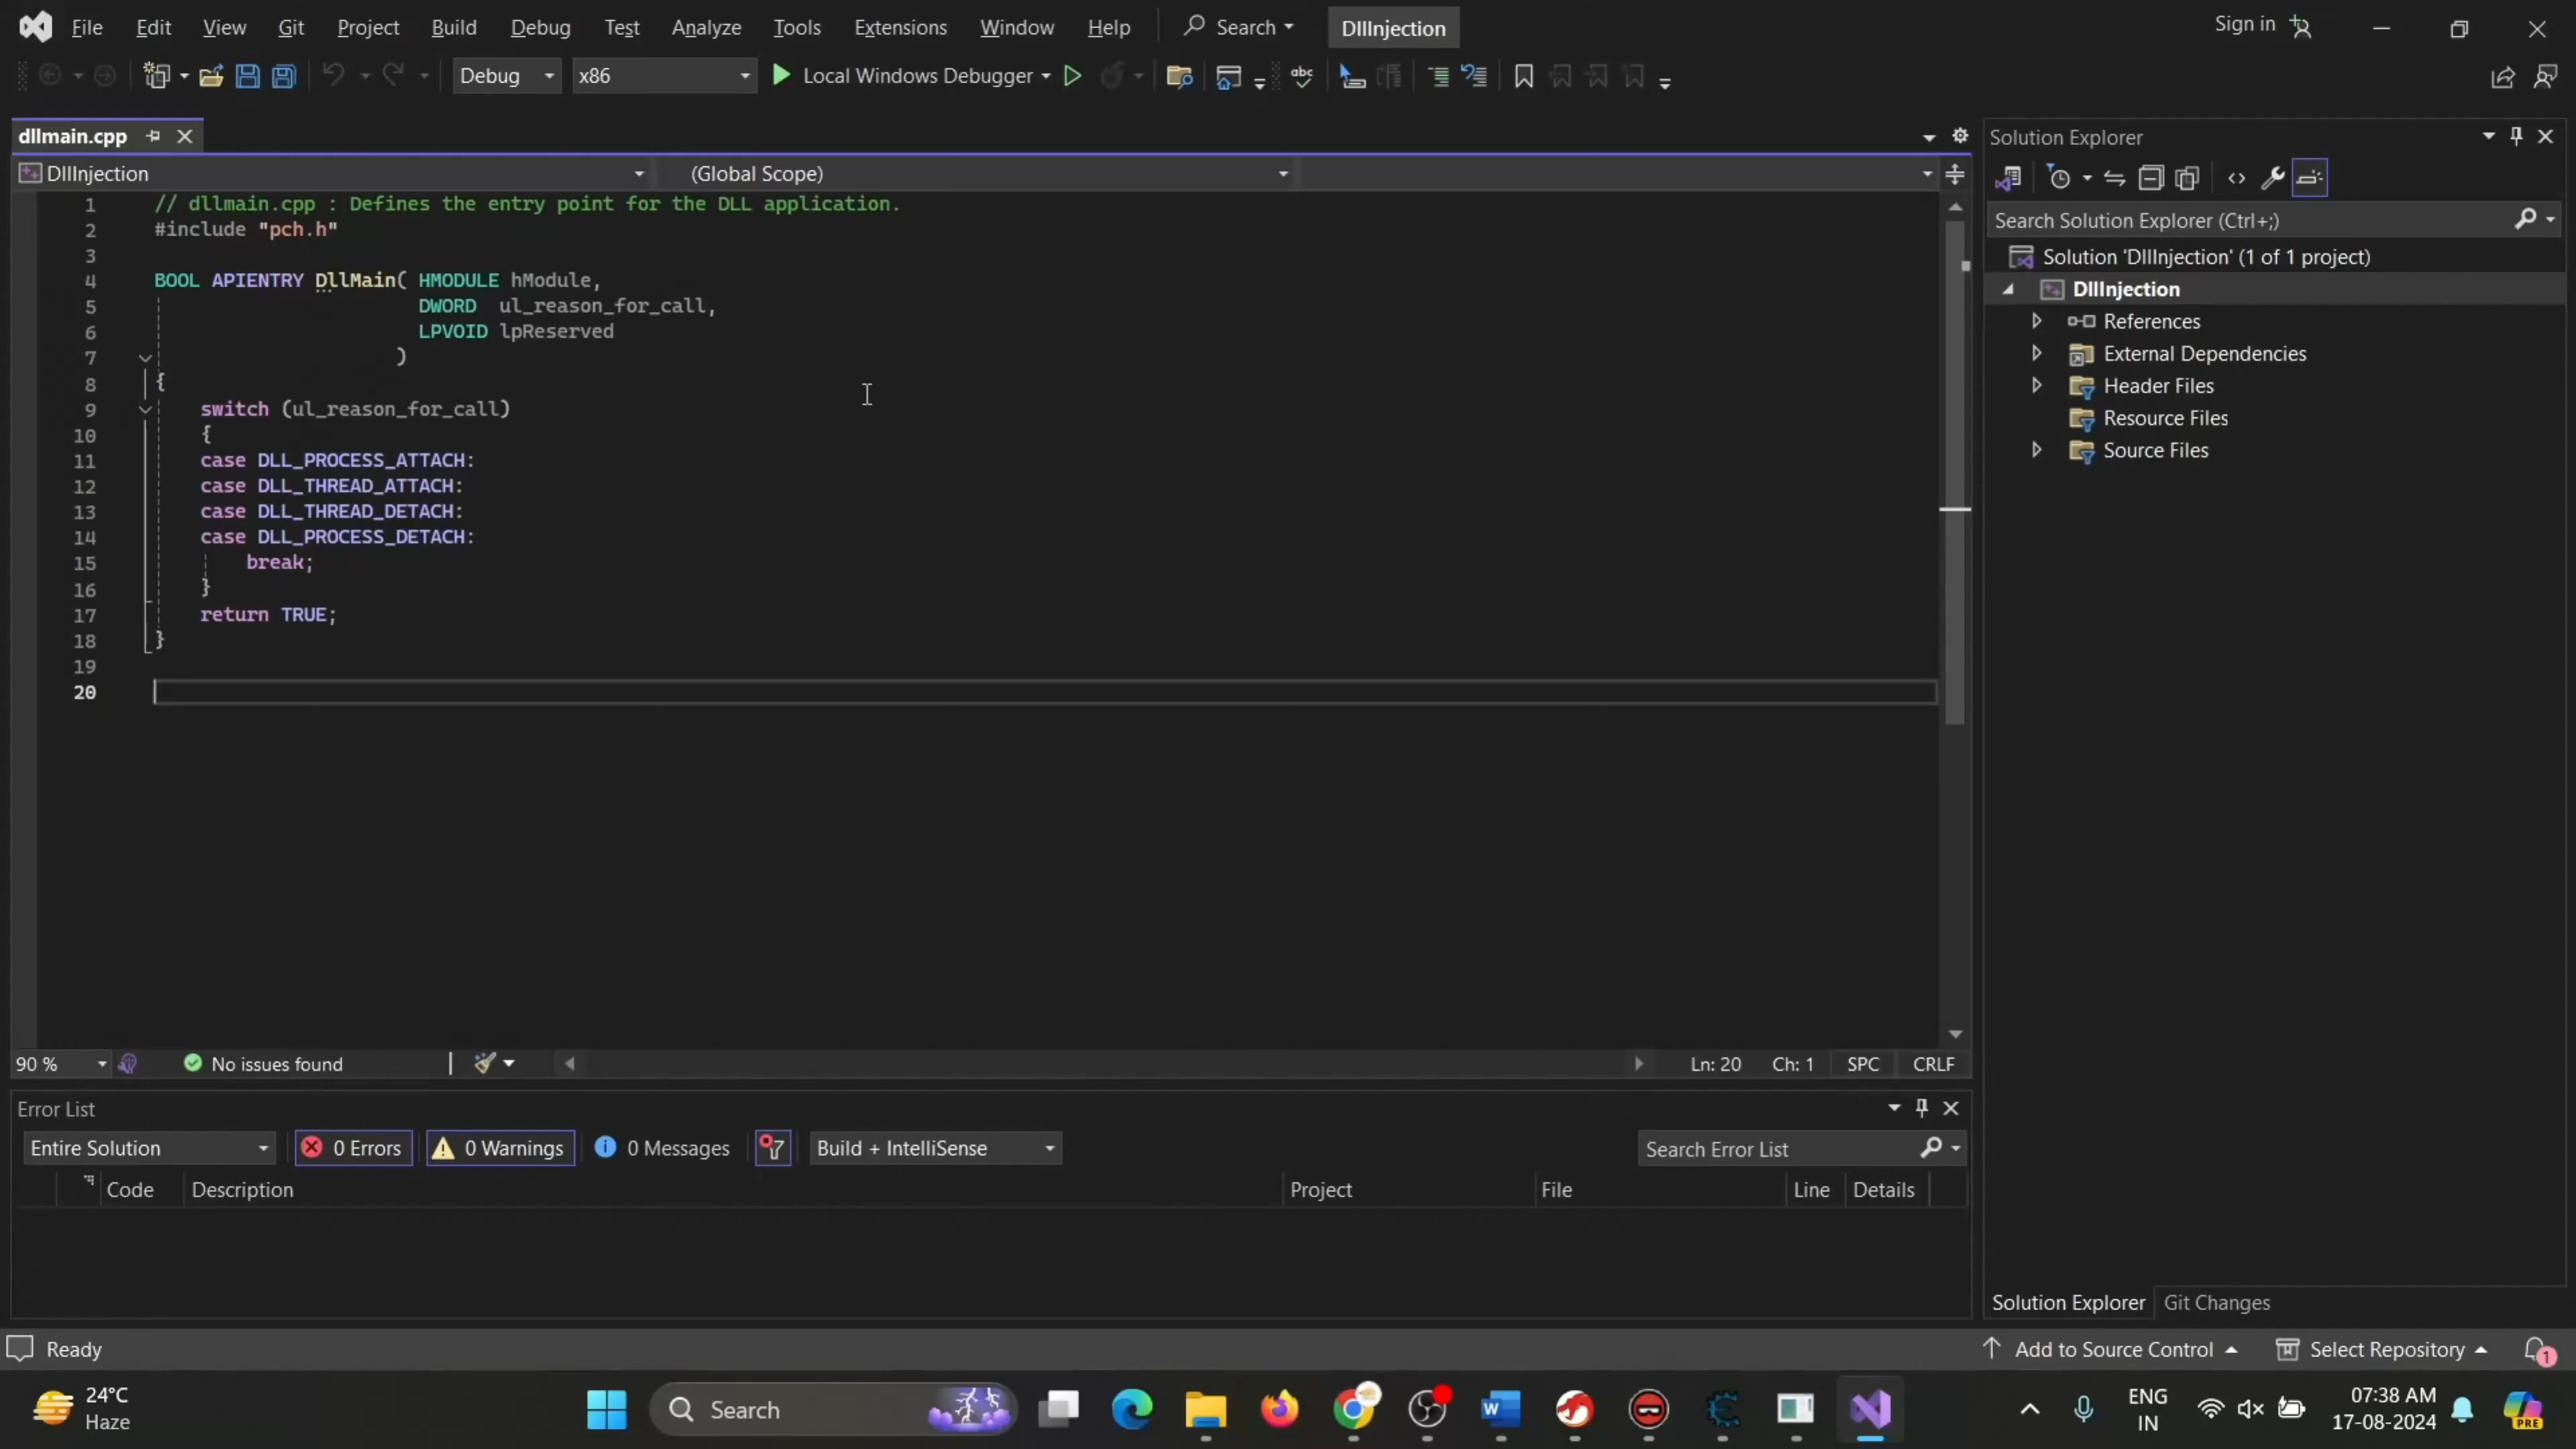 File Edit View Git Project Build Debug Test Analyze Tools Extensions Window Help Search DllInjection Sign in
Debug x86 Local Windows Debugger
dllmain.cpp
DllInjection (Global Scope)
1 // dllmain.cpp : Defines the entry point for the DLL application.
2 #include "pch.h"
3
4 BOOL APIENTRY DllMain( HMODULE hModule,
5 DWORD  ul_reason_for_call,
6 LPVOID lpReserved
7 )
8 {
9 switch (ul_reason_for_call)
10 {
11 case DLL_PROCESS_ATTACH:
12 case DLL_THREAD_ATTACH:
13 case DLL_THREAD_DETACH:
14 case DLL_PROCESS_DETACH:
15 break;
16 }
17 return TRUE;
18 }
19
20
90 % No issues found Ln: 20 Ch: 1 SPC CRLF
Error List
Entire Solution 0 Errors 0 Warnings 0 Messages Build + IntelliSense Search Error List
Code Description Project File Line Details
Solution Explorer
Search Solution Explorer (Ctrl+;)
Solution 'DllInjection' (1 of 1 project)
DllInjection
References
External Dependencies
Header Files
Resource Files
Source Files
Solution Explorer Git Changes
Ready Add to Source Control Select Repository 1
24°C
Haze
Search
ENG
IN
07:38 AM
17-08-2024
PRE